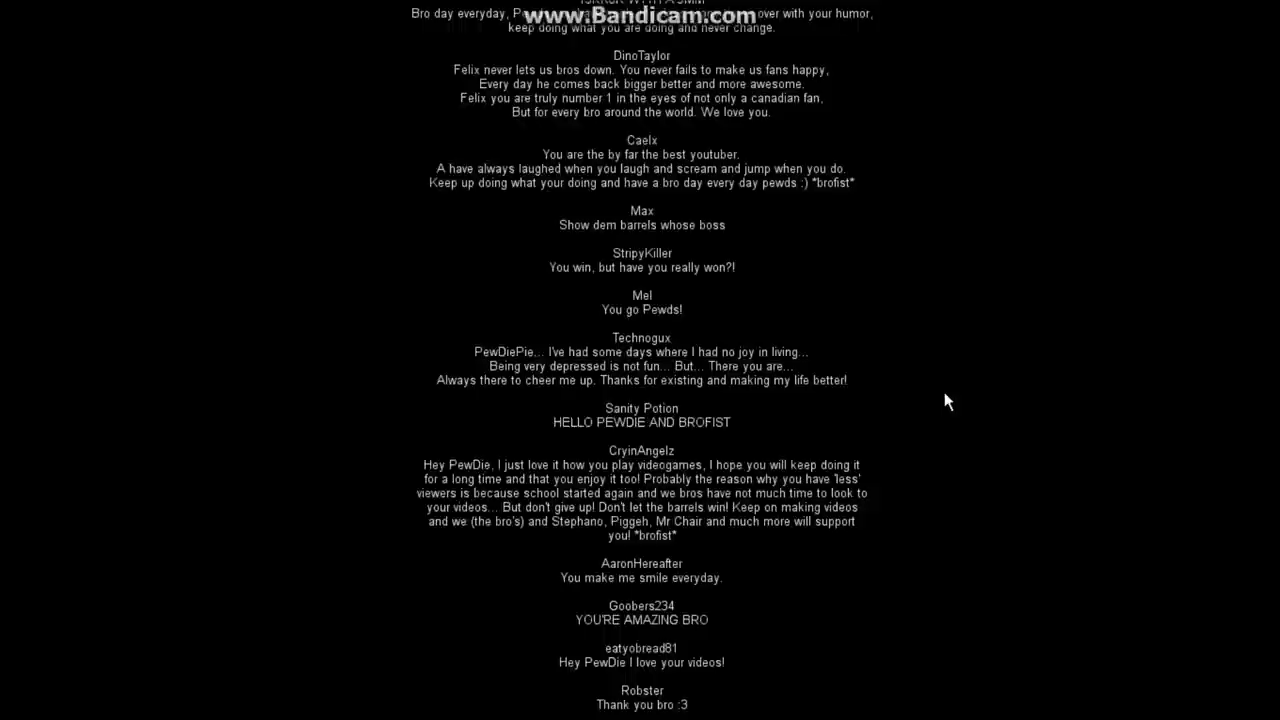 www.Bandicam.com
Bro day everyday, over with your humor,
keep doing what you are doing and never change.
DinoTaylor
Felix never lets us bros down. You never fails to make us fans happy,
Every day he comes back bigger better and more awesome.
Felix you are truly number 1 in the eyes of not only a canadian fan,
But for every bro around the world. We love you.
Caelx
You are the by far the best youtuber.
A have always laughed when you laugh and scream and jump when you do.
Keep up doing what your doing and have a bro day every day pewds :) *brofist*
Max
Show dem barrels whose boss
StripyKiller
You win, but have you really won?!
Mel
You go Pewds!
Technogux
PewDiePie... I've had some days where I had no joy in living...
Being very depressed is not fun... But... There you are...
Always there to cheer me up. Thanks for existing and making my life better!
Sanity Potion
HELLO PEWDIE AND BROFIST
CryinAngelz
Hey PewDie, I just love it how you play videogames, I hope you will keep doing it
for a long time and that you enjoy it too! Probably the reason why you have 'less'
viewers is because school started again and we bros have not much time to look to
your videos... But don't give up! Don't let the barrels win! Keep on making videos
and we (the bro's) and Stephano, Piggeh, Mr Chair and much more will support
you! *brofist*
AaronHereafter
You make me smile everyday.
Goobers234
YOU'RE AMAZING BRO
eatyobread81
Hey PewDie I love your videos!
Robster
Thank you bro :3